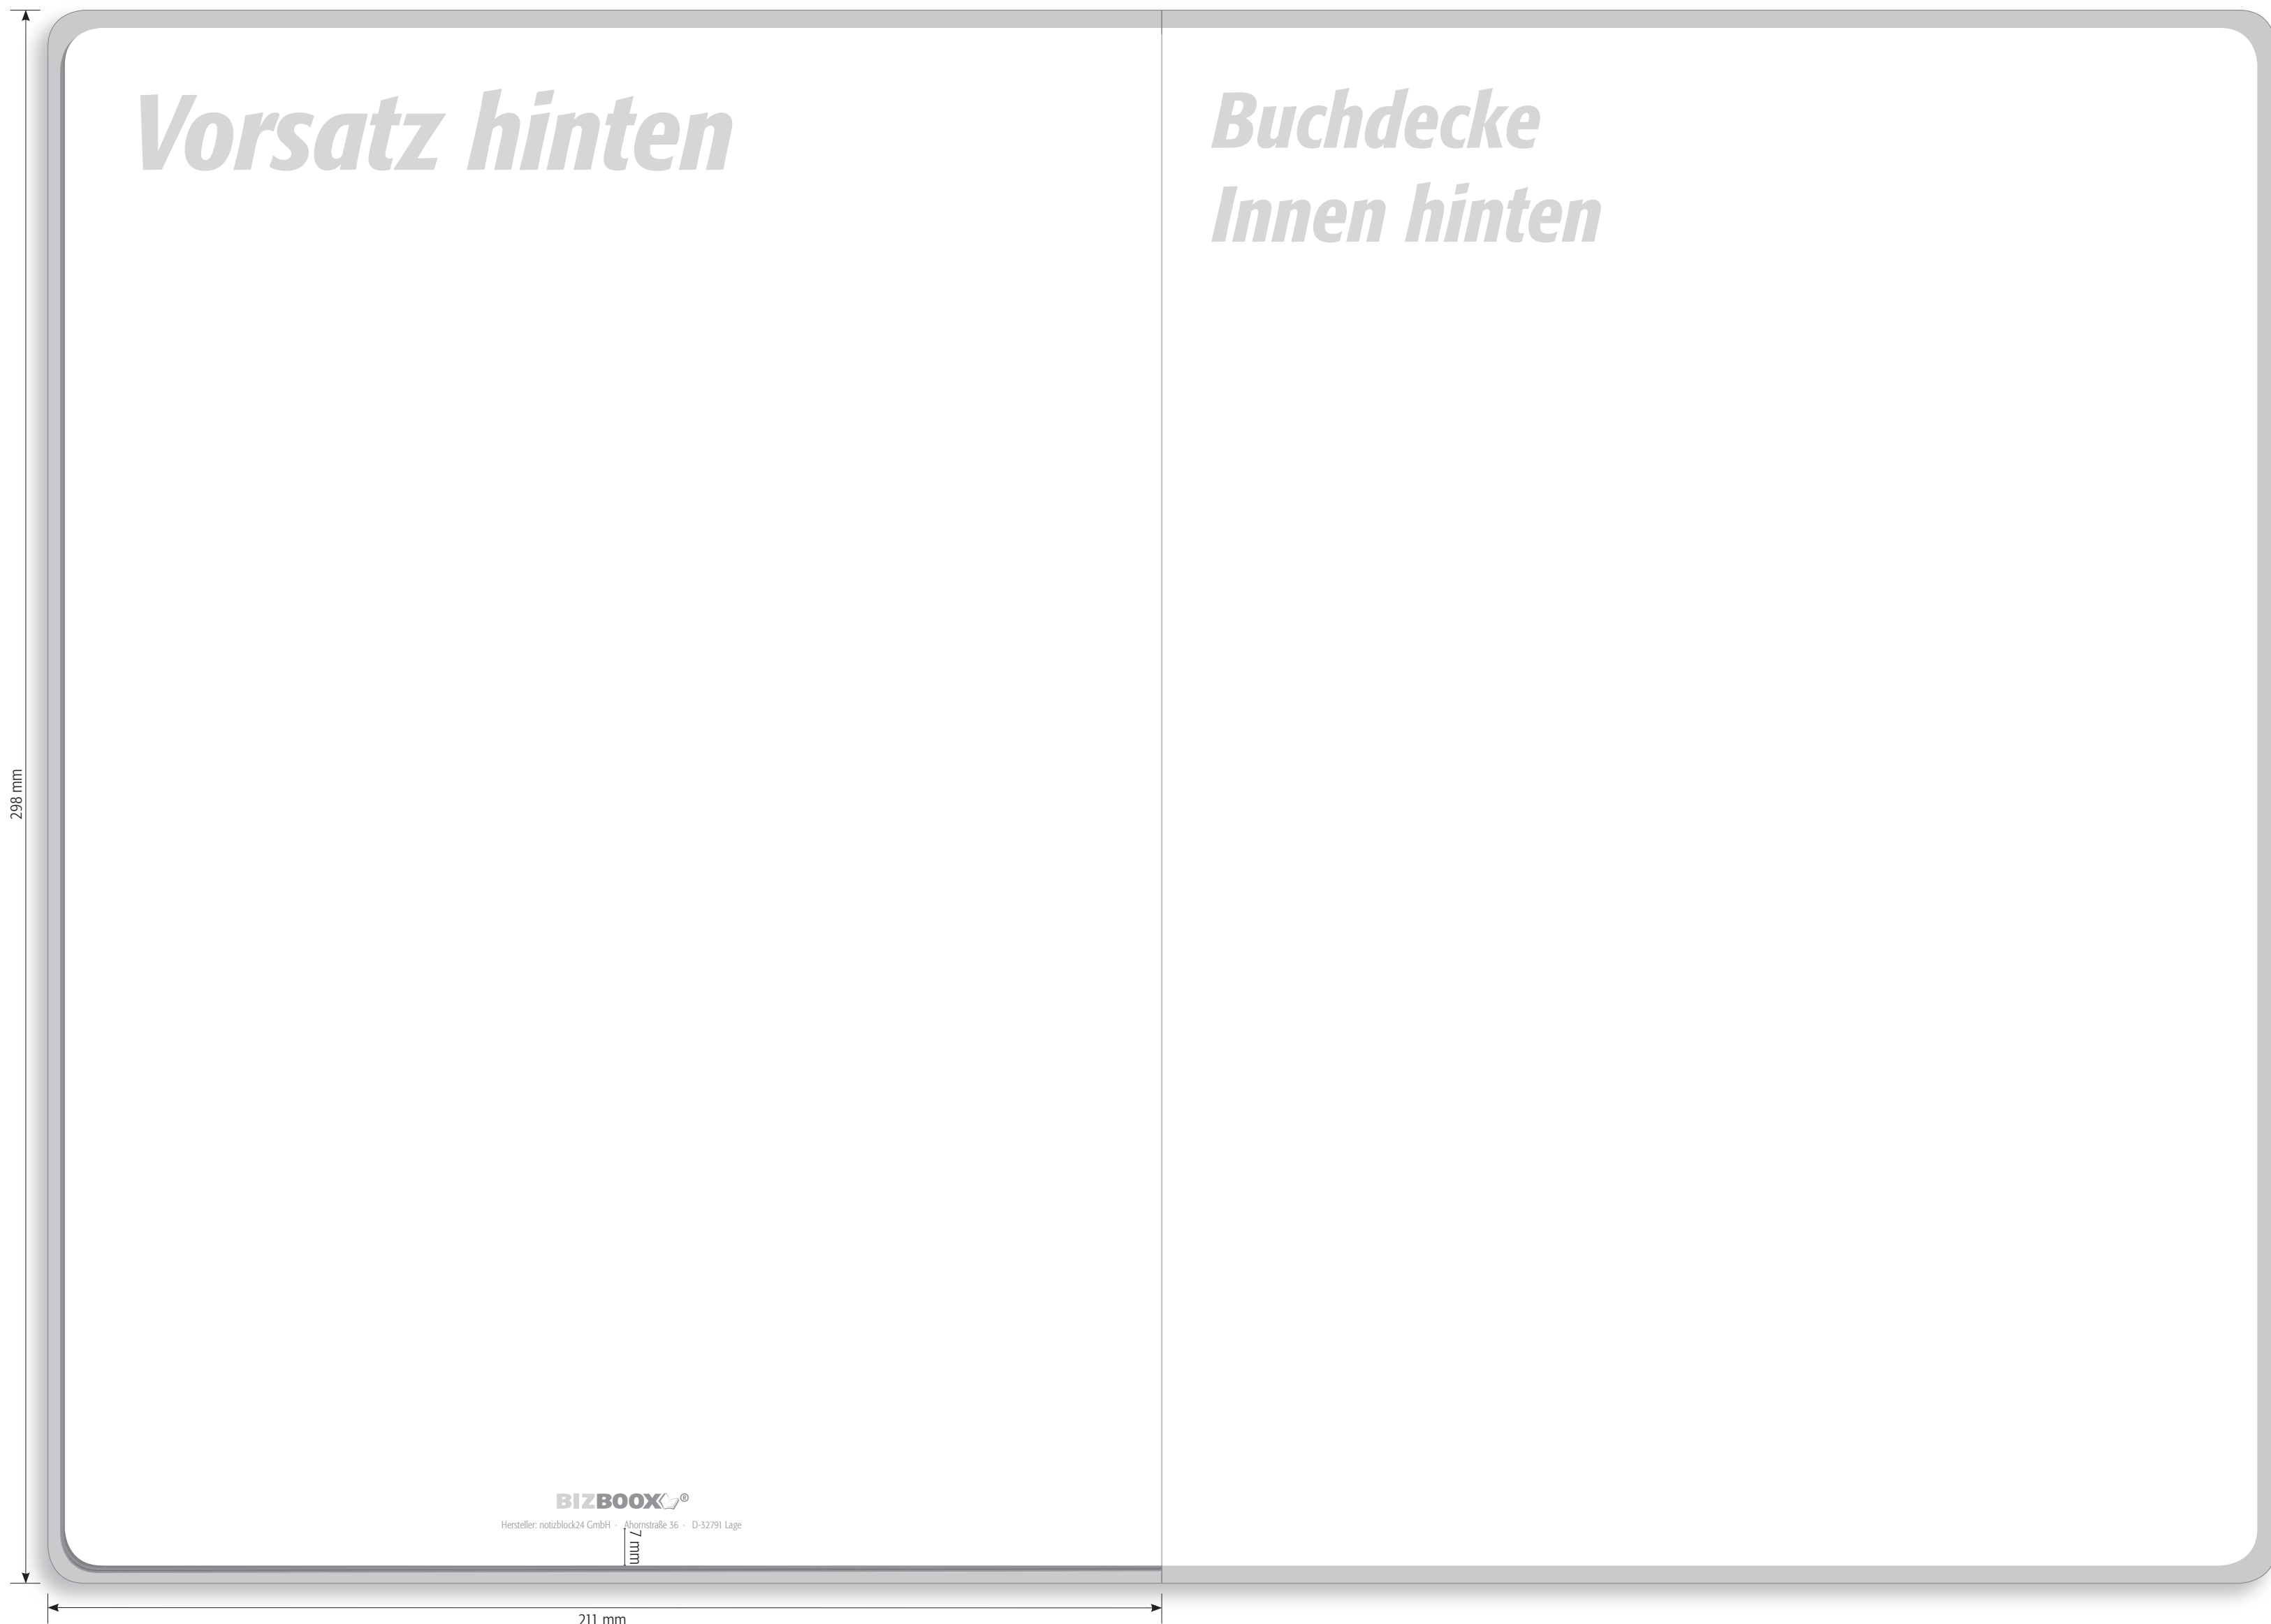 Vorsatz hinten
Buchdecke
Innen hinten
298 mm
BIZBOOX®
Hersteller: notizblock24 GmbH · Ahornstraße 36 · D-32791 Lage
7 mm
211 mm